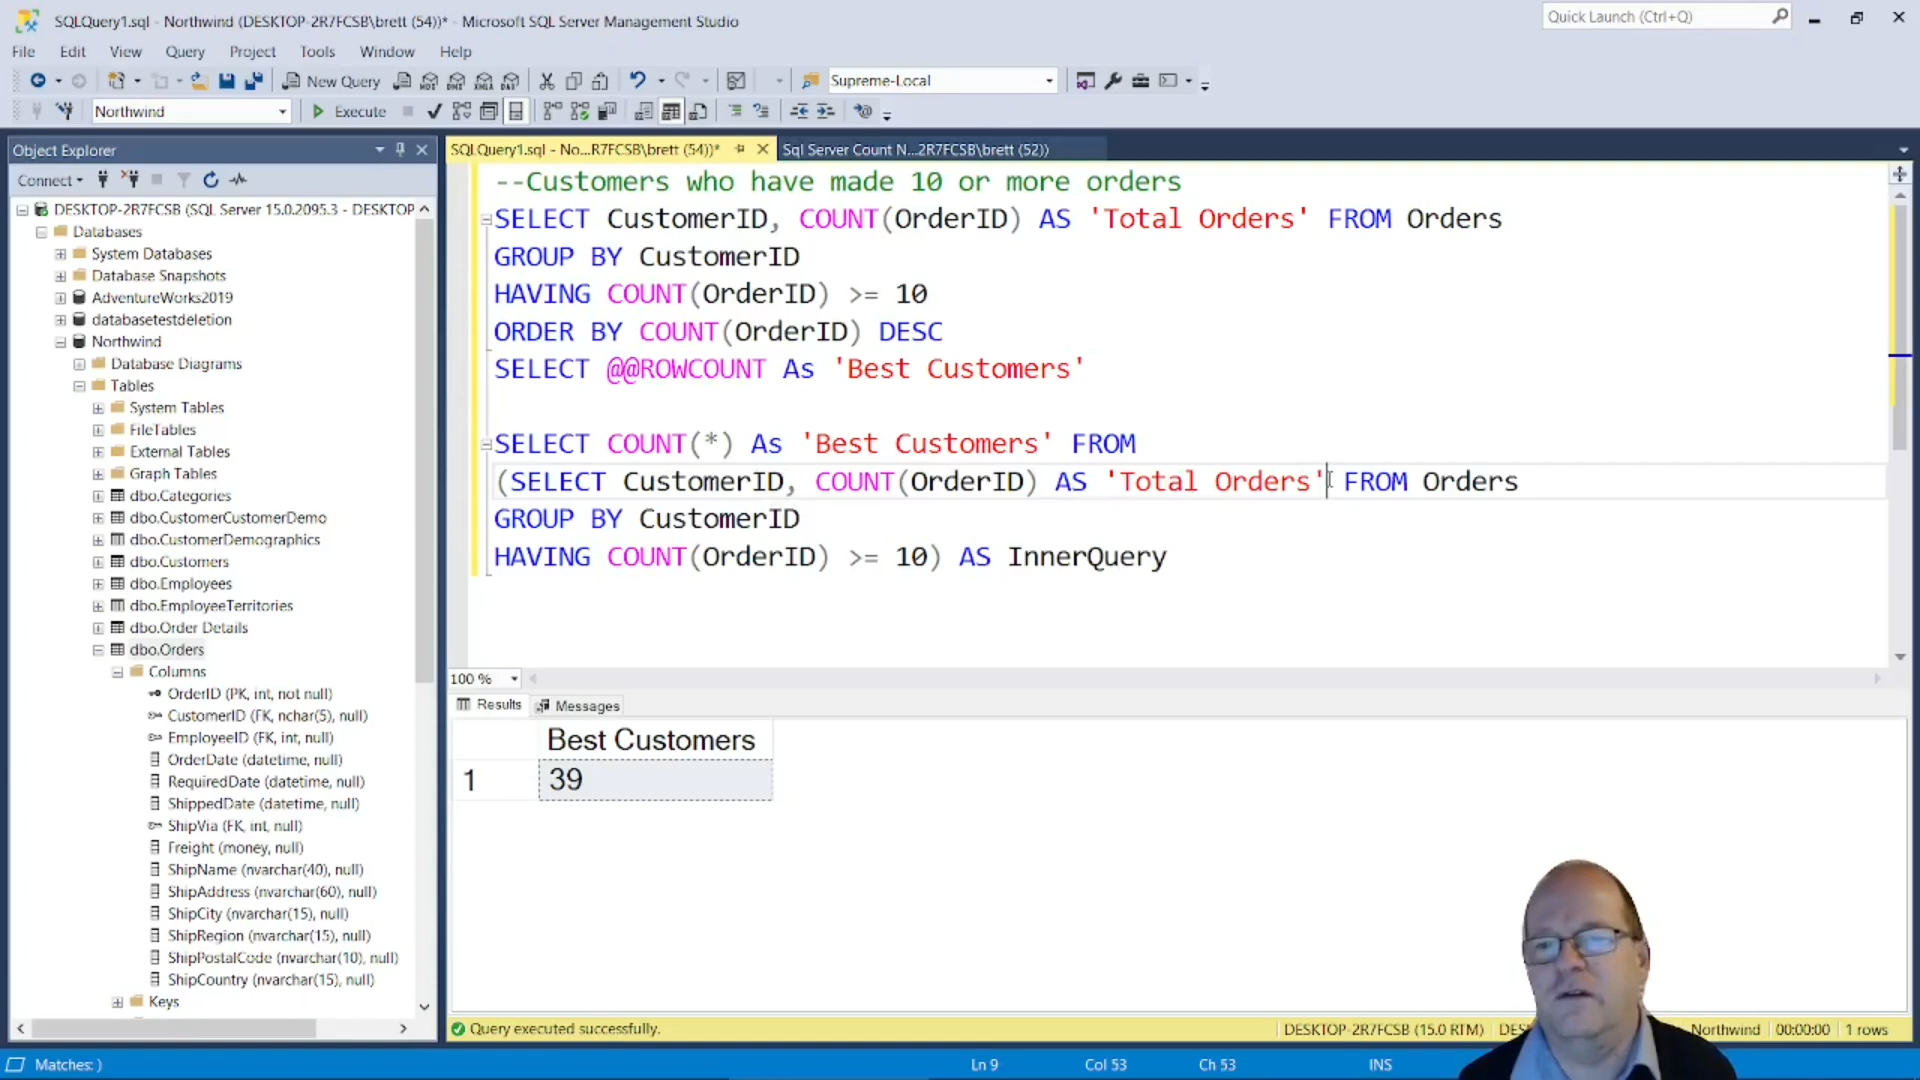 SQLQuery1.sql - Northwind (DESKTOP-2R7FCSB\brett (54))* - Microsoft SQL Server Management Studio
Quick Launch (Ctrl+Q)
File Edit View Query Project Tools Window Help
New Query
Supreme-Local
Northwind
Execute
Object Explorer
SQLQuery1.sql - No...R7FCSB\brett (54))*
Sql Server Count N...2R7FCSB\brett (52))
Connect
DESKTOP-2R7FCSB (SQL Server 15.0.2095.3 - DESKTOP
Databases
System Databases
Database Snapshots
AdventureWorks2019
databasetestdeletion
Northwind
Database Diagrams
Tables
System Tables
FileTables
External Tables
Graph Tables
dbo.Categories
dbo.CustomerCustomerDemo
dbo.CustomerDemographics
dbo.Customers
dbo.Employees
dbo.EmployeeTerritories
dbo.Order Details
dbo.Orders
Columns
OrderID (PK, int, not null)
CustomerID (FK, nchar(5), null)
EmployeeID (FK, int, null)
OrderDate (datetime, null)
RequiredDate (datetime, null)
ShippedDate (datetime, null)
ShipVia (FK, int, null)
Freight (money, null)
ShipName (nvarchar(40), null)
ShipAddress (nvarchar(60), null)
ShipCity (nvarchar(15), null)
ShipRegion (nvarchar(15), null)
ShipPostalCode (nvarchar(10), null)
ShipCountry (nvarchar(15), null)
Keys
--Customers who have made 10 or more orders
SELECT CustomerID, COUNT(OrderID) AS 'Total Orders' FROM Orders
GROUP BY CustomerID
HAVING COUNT(OrderID) >= 10
ORDER BY COUNT(OrderID) DESC
SELECT @@ROWCOUNT As 'Best Customers'
SELECT COUNT(*) As 'Best Customers' FROM
(SELECT CustomerID, COUNT(OrderID) AS 'Total Orders' FROM Orders
GROUP BY CustomerID
HAVING COUNT(OrderID) >= 10) AS InnerQuery
100 %
Results Messages
Best Customers
1 39
Query executed successfully.
DESKTOP-2R7FCSB (15.0 RTM)
Northwind 00:00:00 1 rows
Matches: )
Ln 9 Col 53 Ch 53 INS